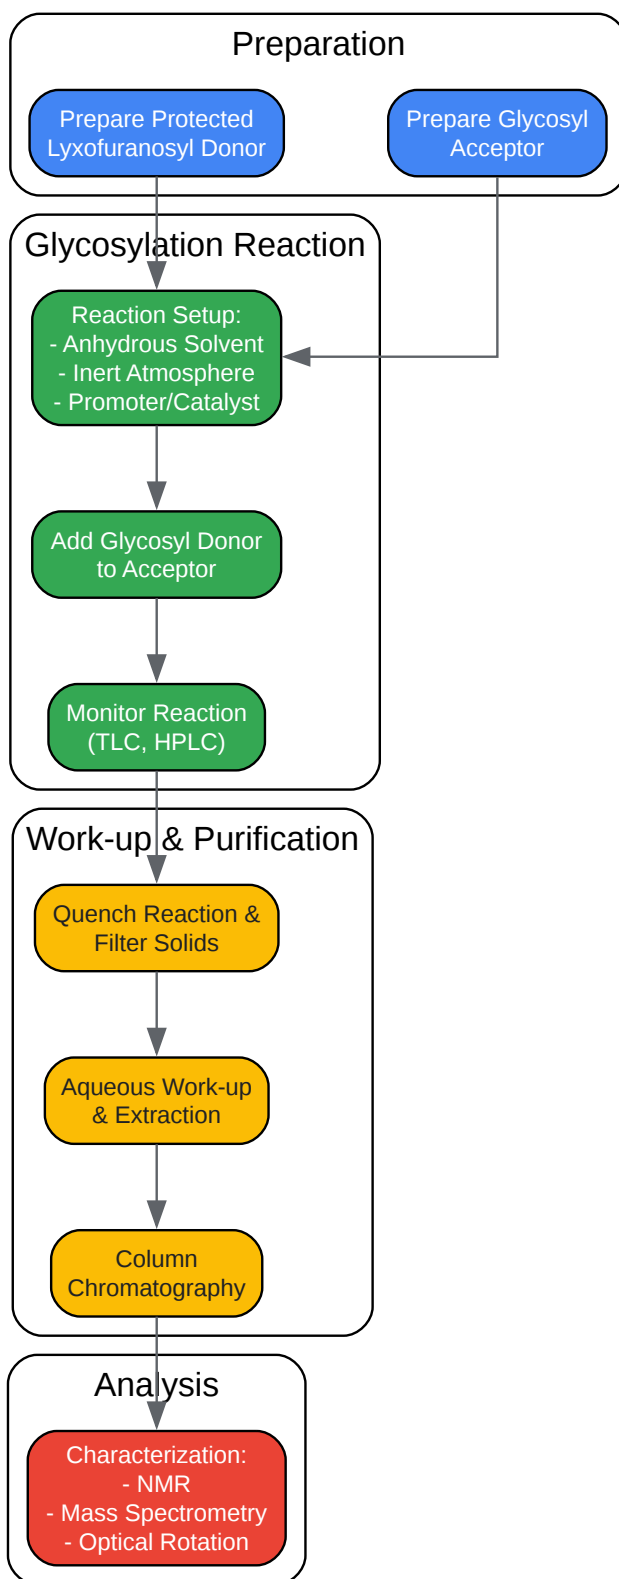 Preparation
Prepare Protected
Lyxofuranosyl Donor
Prepare Glycosyl
Acceptor
Glycosylation Reaction
Reaction Setup:
- Anhydrous Solvent
- Inert Atmosphere
- Promoter/Catalyst
Add Glycosyl Donor
to Acceptor
Monitor Reaction
(TLC, HPLC)
Work-up & Purification
Quench Reaction &
Filter Solids
Aqueous Work-up
& Extraction
Column
Chromatography
Analysis
Characterization:
- NMR
- Mass Spectrometry
- Optical Rotation